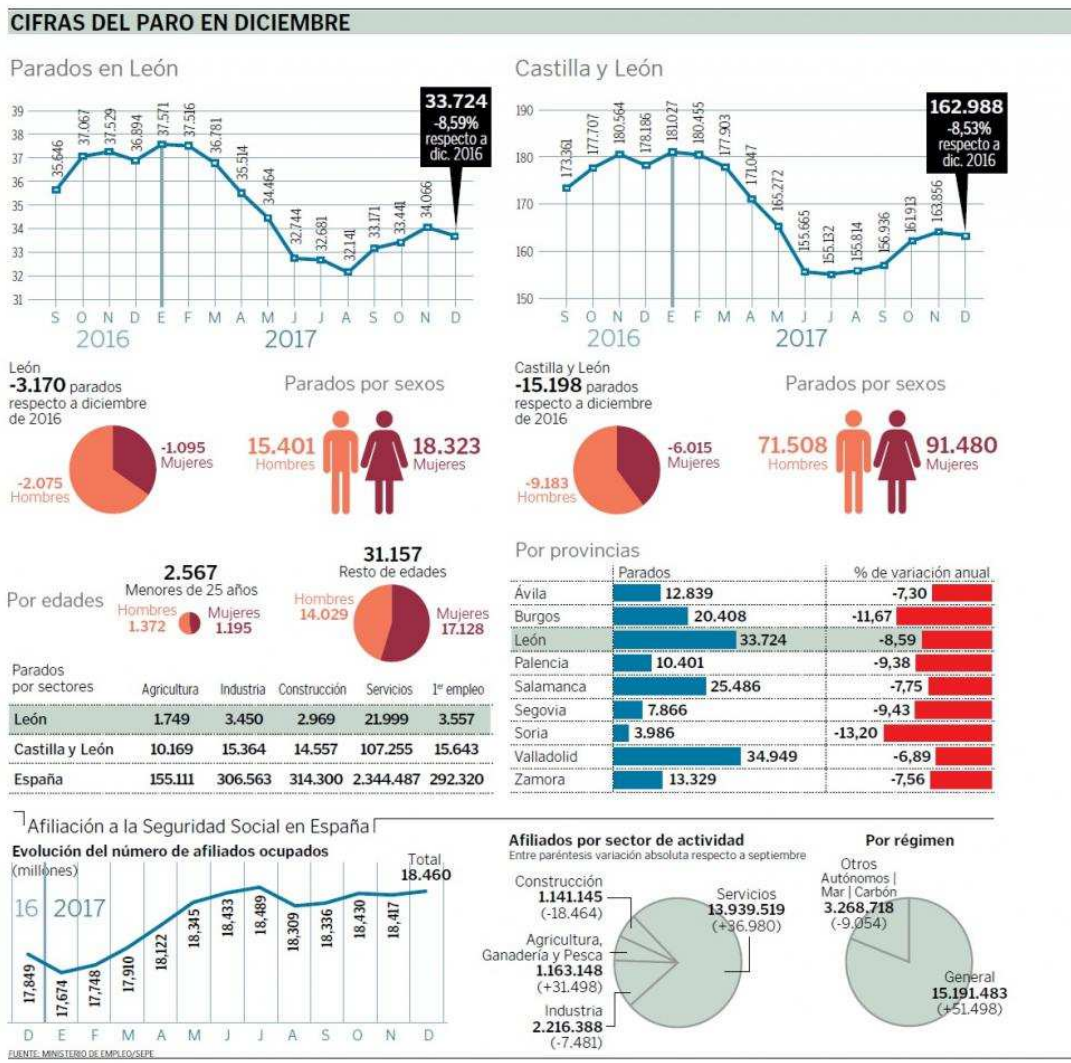 CIFRAS DEL PARO EN DICIEMBRE
Parados en León
39
38
37
36
35
34
33
32
31
35.646
37.067
37.529
36.894
37.571
37.516
36.781
35.514
34.464
32.744
32.681
32.141
33.171
33.441
34.066
33.724
-8,59%
respecto a
dic. 2016
S O N D E F M A M J J A S O N D
2016 2017
Castilla y León
190
180
170
160
150
173.361
177.707
180.564
178.186
181.027
180.455
177.903
171.047
165.272
155.665
155.132
155.814
156.936
161.913
163.856
162.988
-8,53%
respecto a
dic. 2016
S O N D E F M A M J J A S O N D
2016 2017
León
-3.170 parados
respecto a diciembre
de 2016
-1.095
Mujeres
-2.075
Hombres
Parados por sexos
15.401
Hombres
18.323
Mujeres
Castilla y León
-15.198 parados
respecto a diciembre
de 2016
-6.015
Mujeres
-9.183
Hombres
Parados por sexos
71.508
Hombres
91.480
Mujeres
Por edades
2.567
Menores de 25 años
Hombres
1.372
Mujeres
1.195
31.157
Resto de edades
Hombres
14.029
Mujeres
17.128
Parados
por sectores
Agricultura Industria Construcción Servicios 1er empleo
León 1.749 3.450 2.969 21.999 3.557
Castilla y León 10.169 15.364 14.557 107.255 15.643
España 155.111 306.563 314.300 2.344.487 292.320
Por provincias
Parados % de variación anual
Ávila 12.839 -7,30
Burgos 20.408 -11,67
León 33.724 -8,59
Palencia 10.401 -9,38
Salamanca 25.486 -7,75
Segovia 7.866 -9,43
Soria 3.986 -13,20
Valladolid 34.949 -6,89
Zamora 13.329 -7,56
Afiliación a la Seguridad Social en España
Evolución del número de afiliados ocupados
(millones)
Total
18.460
16 2017
17,849
17,674
17,748
17,910
18,122
18,345
18,433
18,489
18,309
18,336
18,430
18,417
D E F M A M J J A S O N D
FUENTE: MINISTERIO DE EMPLEO/SEPE
Afiliados por sector de actividad
Entre paréntesis variación absoluta respecto a septiembre
Construcción
1.141.145
(-18.464)
Agricultura,
Ganadería y Pesca
1.163.148
(+31.498)
Industria
2.216.388
(-7.481)
Servicios
13.939.519
(+36.980)
Por régimen
Otros
Autónomos |
Mar | Carbón
3.268,718
(-9.054)
General
15.191.483
(+51.498)